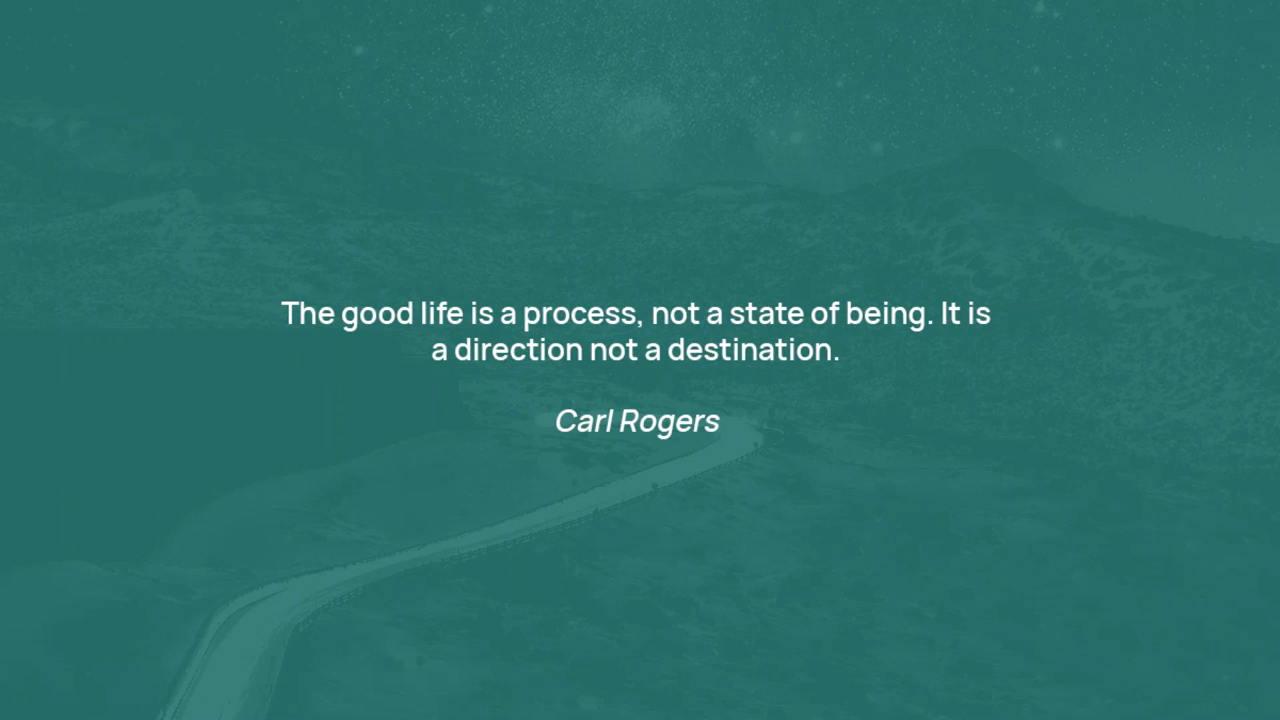 The good life is a process, not a state of being. It is
a direction not a destination.
Carl Rogers